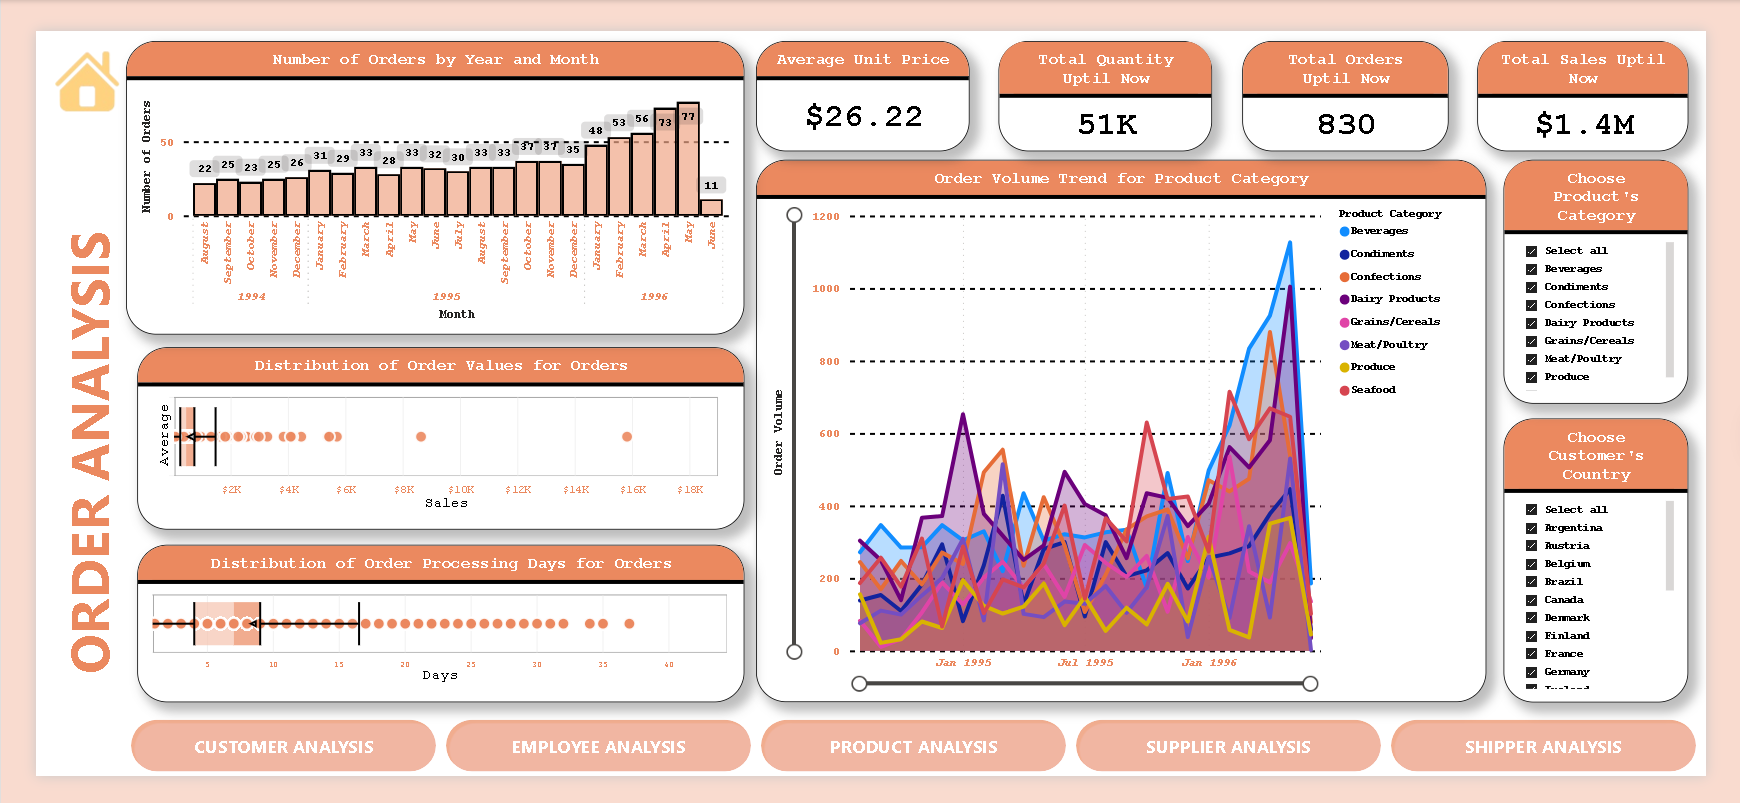 ORDER ANALYSIS
Number of Orders by Year and Month
Number of Orders
50
0
22
25
23
25
26
31
29
33
28
33
32
30
33
33
37
37
35
48
53
56
73
77
11
August
September
October
November
December
January
February
March
April
May
June
July
August
September
October
November
December
January
February
March
April
May
June
1994
1995
1996
Month
Distribution of Order Values for Orders
Average
$2K
$4K
$6K
$8K
$10K
$12K
$14K
$16K
$18K
Sales
Distribution of Order Processing Days for Orders
5
10
15
20
25
30
35
40
Days
Average Unit Price
$26.22
Total Quantity
Uptil Now
51K
Total Orders
Uptil Now
830
Total Sales Uptil
Now
$1.4M
Order Volume Trend for Product Category
Order Volume
1200
1000
800
600
400
200
0
Jan 1995
Jul 1995
Jan 1996
Product Category
Beverages
Condiments
Confections
Dairy Products
Grains/Cereals
Meat/Poultry
Produce
Seafood
Choose
Product's
Category
Select all
Beverages
Condiments
Confections
Dairy Products
Grains/Cereals
Meat/Poultry
Produce
Choose
Customer's
Country
Select all
Argentina
Austria
Belgium
Brazil
Canada
Denmark
Finland
France
Germany
CUSTOMER ANALYSIS
EMPLOYEE ANALYSIS
PRODUCT ANALYSIS
SUPPLIER ANALYSIS
SHIPPER ANALYSIS